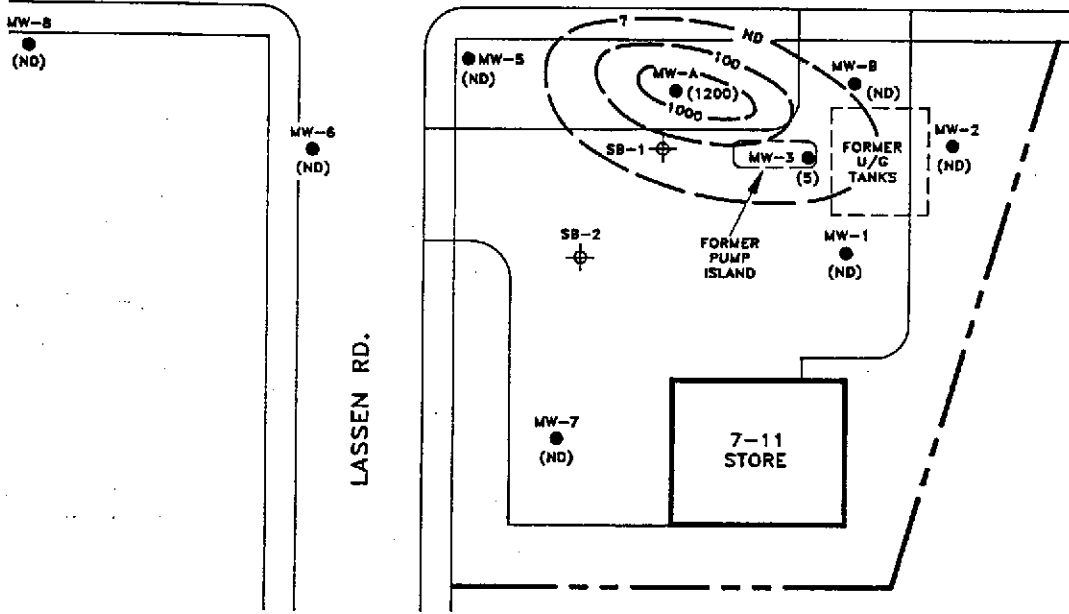 MW-8
(ND)
MW-6
(ND)
LASSEN RD.
MW-5
(ND)
?
ND
100
MW-A
(1200)
1000
MW-B
(ND)
SB-1
MW-3
(5)
FORMER
U/G
TANKS
MW-2
(ND)
FORMER
PUMP
ISLAND
MW-1
(ND)
SB-2
MW-7
(ND)
7-11
STORE